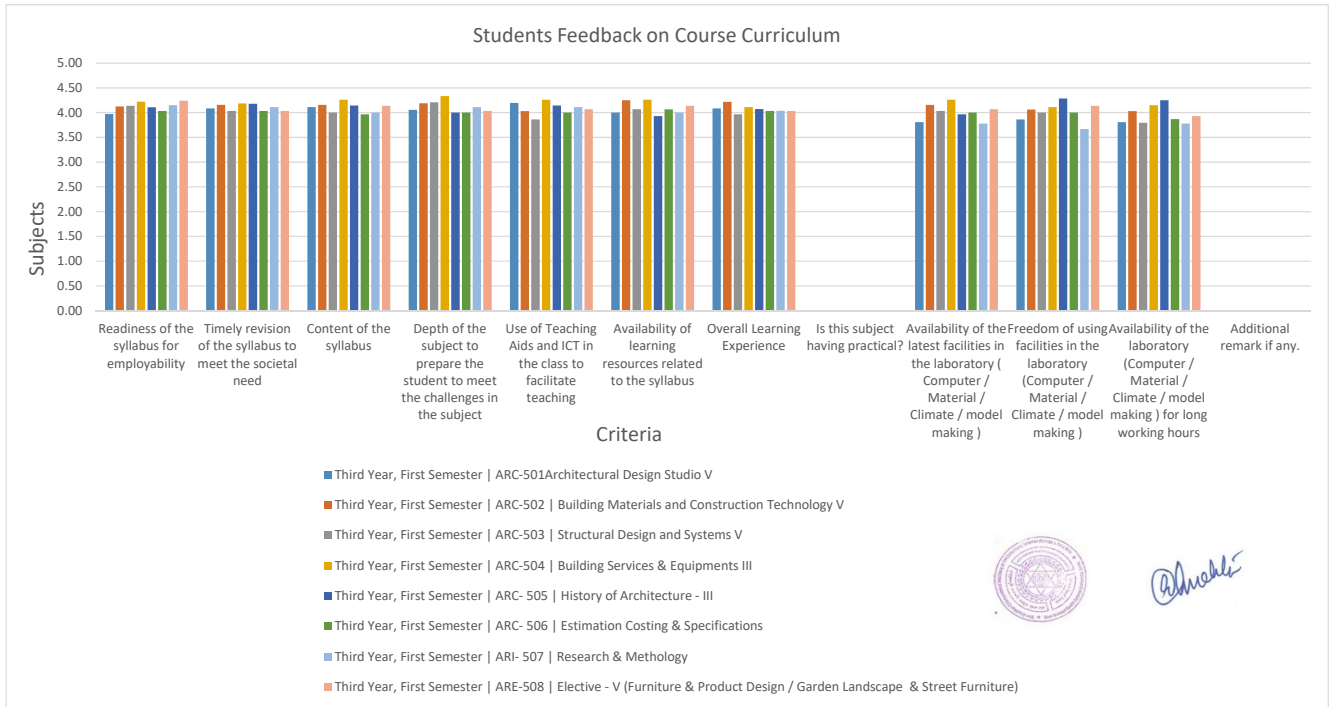 Students Feedback on Course Curriculum
5.00
4.50
4.00
3.50
3.00
2.50
2.00
1.50
1.00
0.50
0.00
Subjects
Readiness of the
syllabus for
employability
Timely revision
of the syllabus to
meet the societal
need
Content of the
syllabus
Depth of the
subject to
prepare the
student to meet
the challenges in
the subject
Use of Teaching
Aids and ICT in
the class to
facilitate
teaching
Availability of
learning
resources related
to the syllabus
Overall Learning
Experience
Is this subject
having practical?
Availability of the
latest facilities in
the laboratory (
Computer /
Material /
Climate / model
making )
Freedom of using
facilities in the
laboratory
(Computer /
Material /
Climate / model
making )
Availability of the
laboratory
(Computer /
Material /
Climate / model
making ) for long
working hours
Additional
remark if any.
Criteria
Third Year, First Semester | ARC-501Architectural Design Studio V
Third Year, First Semester | ARC-502 | Building Materials and Construction Technology V
Third Year, First Semester | ARC-503 | Structural Design and Systems V
Third Year, First Semester | ARC-504 | Building Services & Equipments III
Third Year, First Semester | ARC- 505 | History of Architecture - III
Third Year, First Semester | ARC- 506 | Estimation Costing & Specifications
Third Year, First Semester | ARI- 507 | Research & Methology
Third Year, First Semester | ARE-508 | Elective - V (Furniture & Product Design / Garden Landscape & Street Furniture)